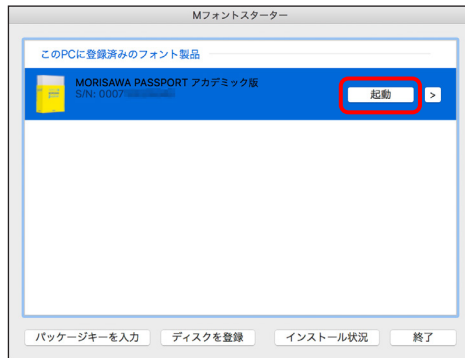 Mフォントスターター
このPCに登録済みのフォント製品
MORISAWA PASSPORT アカデミック版
S/N: 0007
起動
>
パッケージキーを入力
ディスクを登録
インストール状況
終了